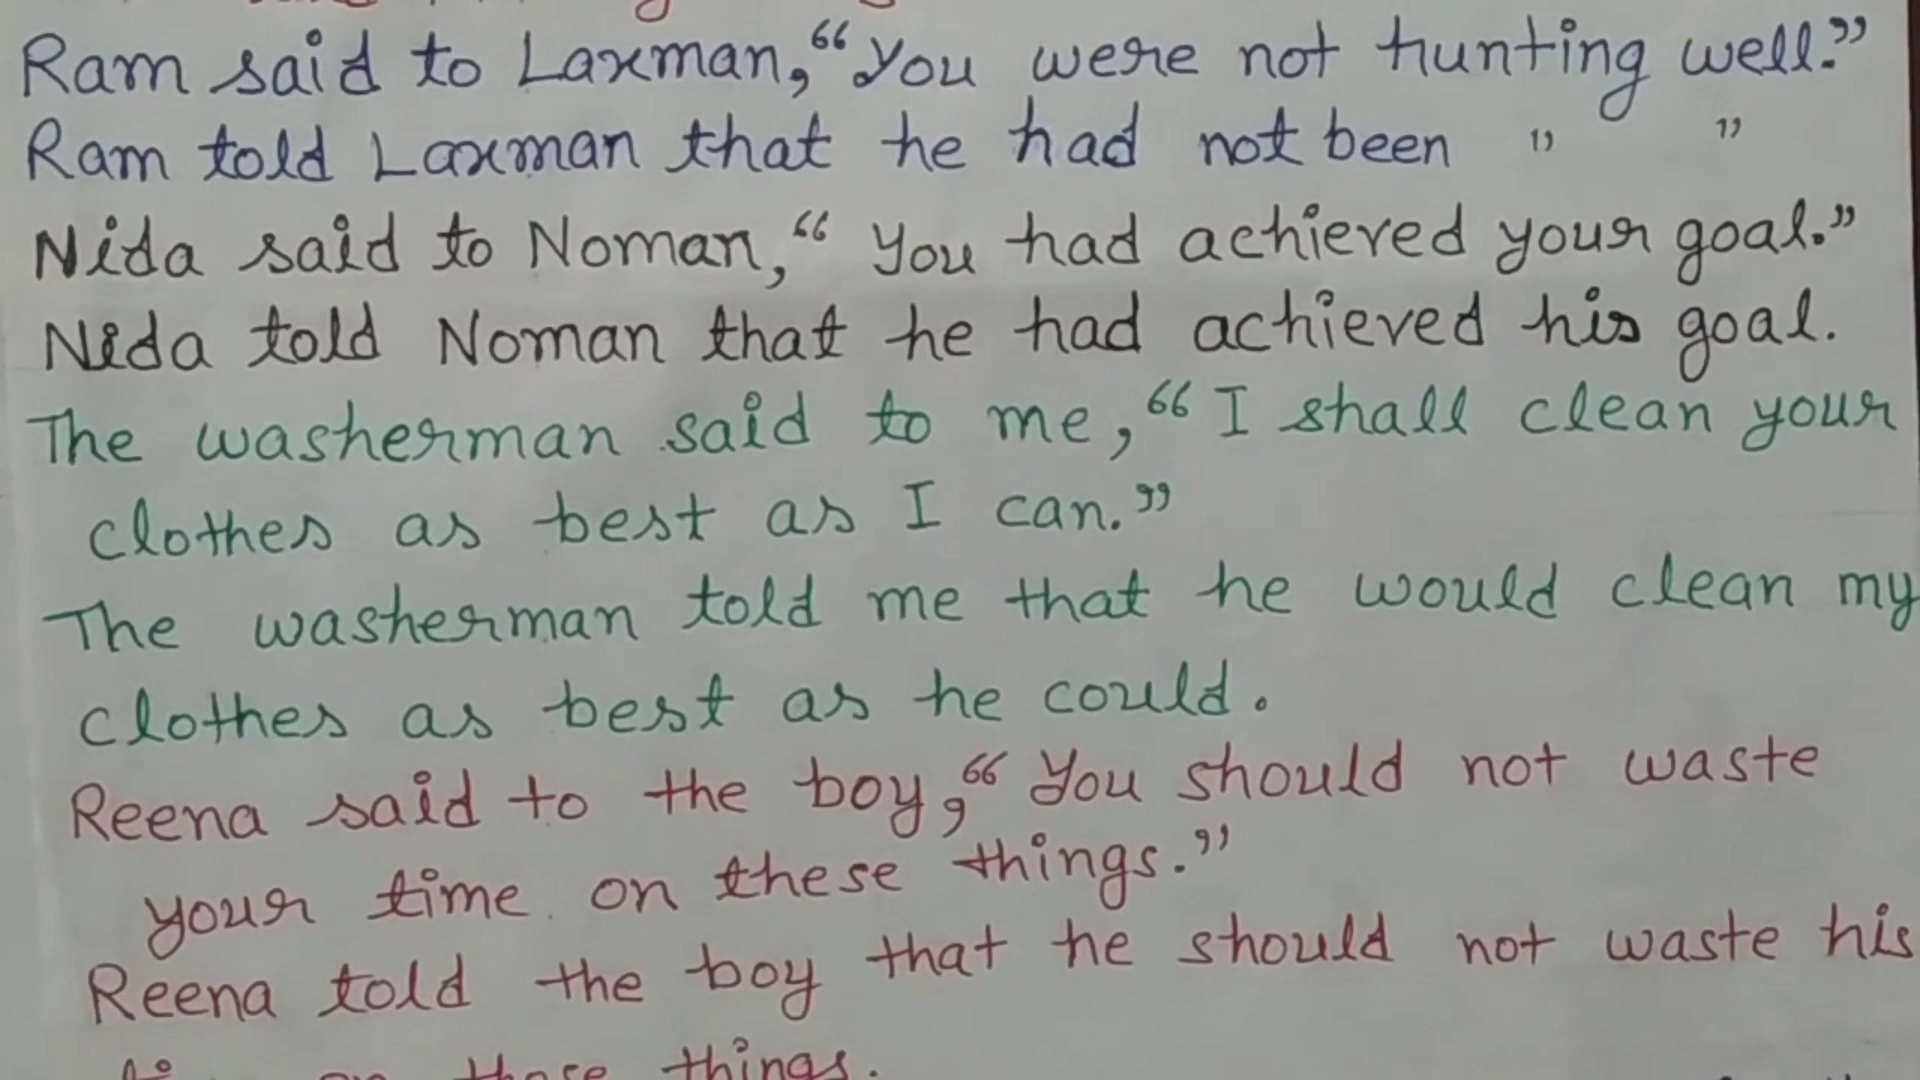 Ram said to Laxman, “You were not hunting well.”
Ram told Laxman that he had not been " "
Nida said to Noman, “You had achieved your goal.”
Nida told Noman that he had achieved his goal.
The washerman said to me, “I shall clean your
clothes as best as I can.”
The washerman told me that he would clean my
clothes as best as he could.
Reena said to the boy, “You should not waste
your time on these things.”
Reena told the boy that he should not waste his
on those things.